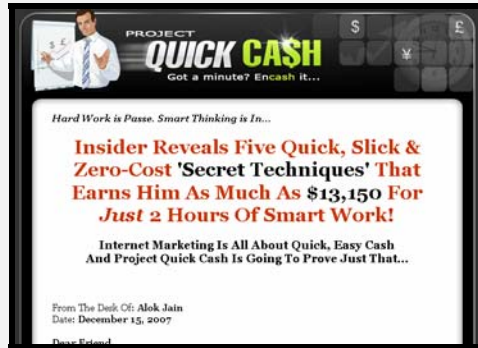 PROJECT
QUICK CA$H
Got a minute? Encash it...
$ £
¥
$ £
Hard Work is Passe. Smart Thinking is In...
Insider Reveals Five Quick, Slick &
Zero-Cost 'Secret Techniques' That
Earns Him As Much As $13,150 For
Just 2 Hours Of Smart Work!
Internet Marketing Is All About Quick, Easy Cash
And Project Quick Cash Is Going To Prove Just That...
From The Desk Of: Alok Jain
Date: December 15, 2007
Dear Friend